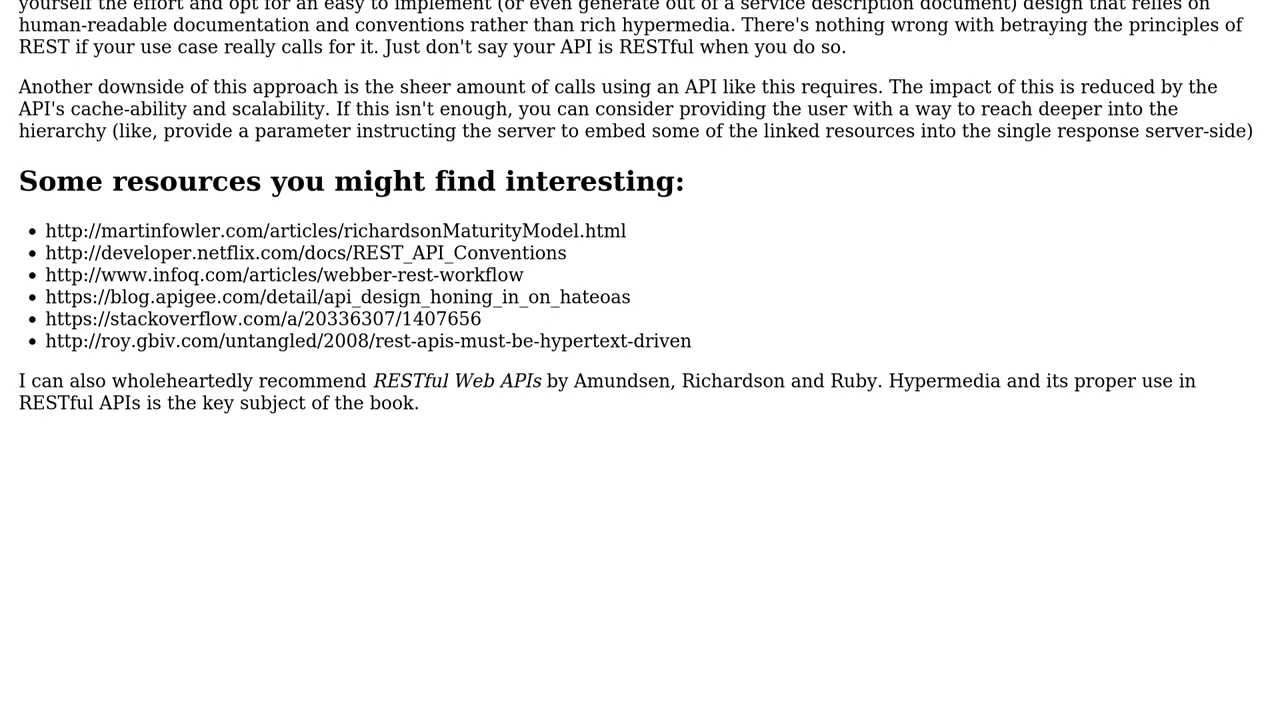 yourself the effort and opt for an easy to implement (or even generate out of a service description document) design that relies on
human-readable documentation and conventions rather than rich hypermedia. There's nothing wrong with betraying the principles of
REST if your use case really calls for it. Just don't say your API is RESTful when you do so.
Another downside of this approach is the sheer amount of calls using an API like this requires. The impact of this is reduced by the
API's cache-ability and scalability. If this isn't enough, you can consider providing the user with a way to reach deeper into the
hierarchy (like, provide a parameter instructing the server to embed some of the linked resources into the single response server-side)
Some resources you might find interesting:
• http://martinfowler.com/articles/richardsonMaturityModel.html
• http://developer.netflix.com/docs/REST_API_Conventions
• http://www.infoq.com/articles/webber-rest-workflow
• https://blog.apigee.com/detail/api_design_honing_in_on_hateoas
• https://stackoverflow.com/a/20336307/1407656
• http://roy.gbiv.com/untangled/2008/rest-apis-must-be-hypertext-driven
I can also wholeheartedly recommend RESTful Web APIs by Amundsen, Richardson and Ruby. Hypermedia and its proper use in
RESTful APIs is the key subject of the book.